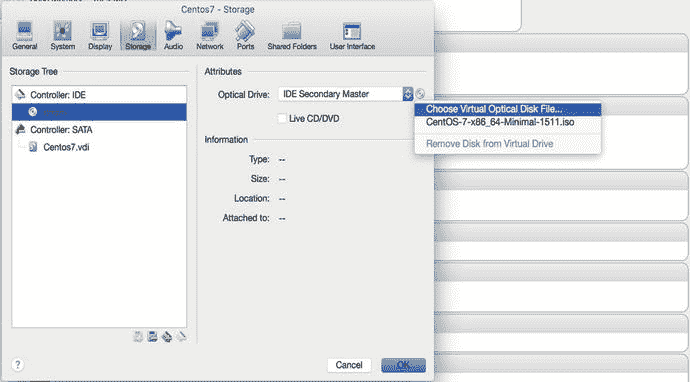 Centos7 - Storage
General System Display Storage Audio Network Ports Shared Folders User Interface
Storage Tree
Attributes
Controller: IDE
Optical Drive: IDE Secondary Master
Choose Virtual Optical Disk File...
CentOS-7-x86_64-Minimal-1511.iso
Remove Disk from Virtual Drive
Live CD/DVD
Controller: SATA
Centos7.vdi
Information
Type: --
Size: --
Location: --
Attached to: --
?
Cancel
OK